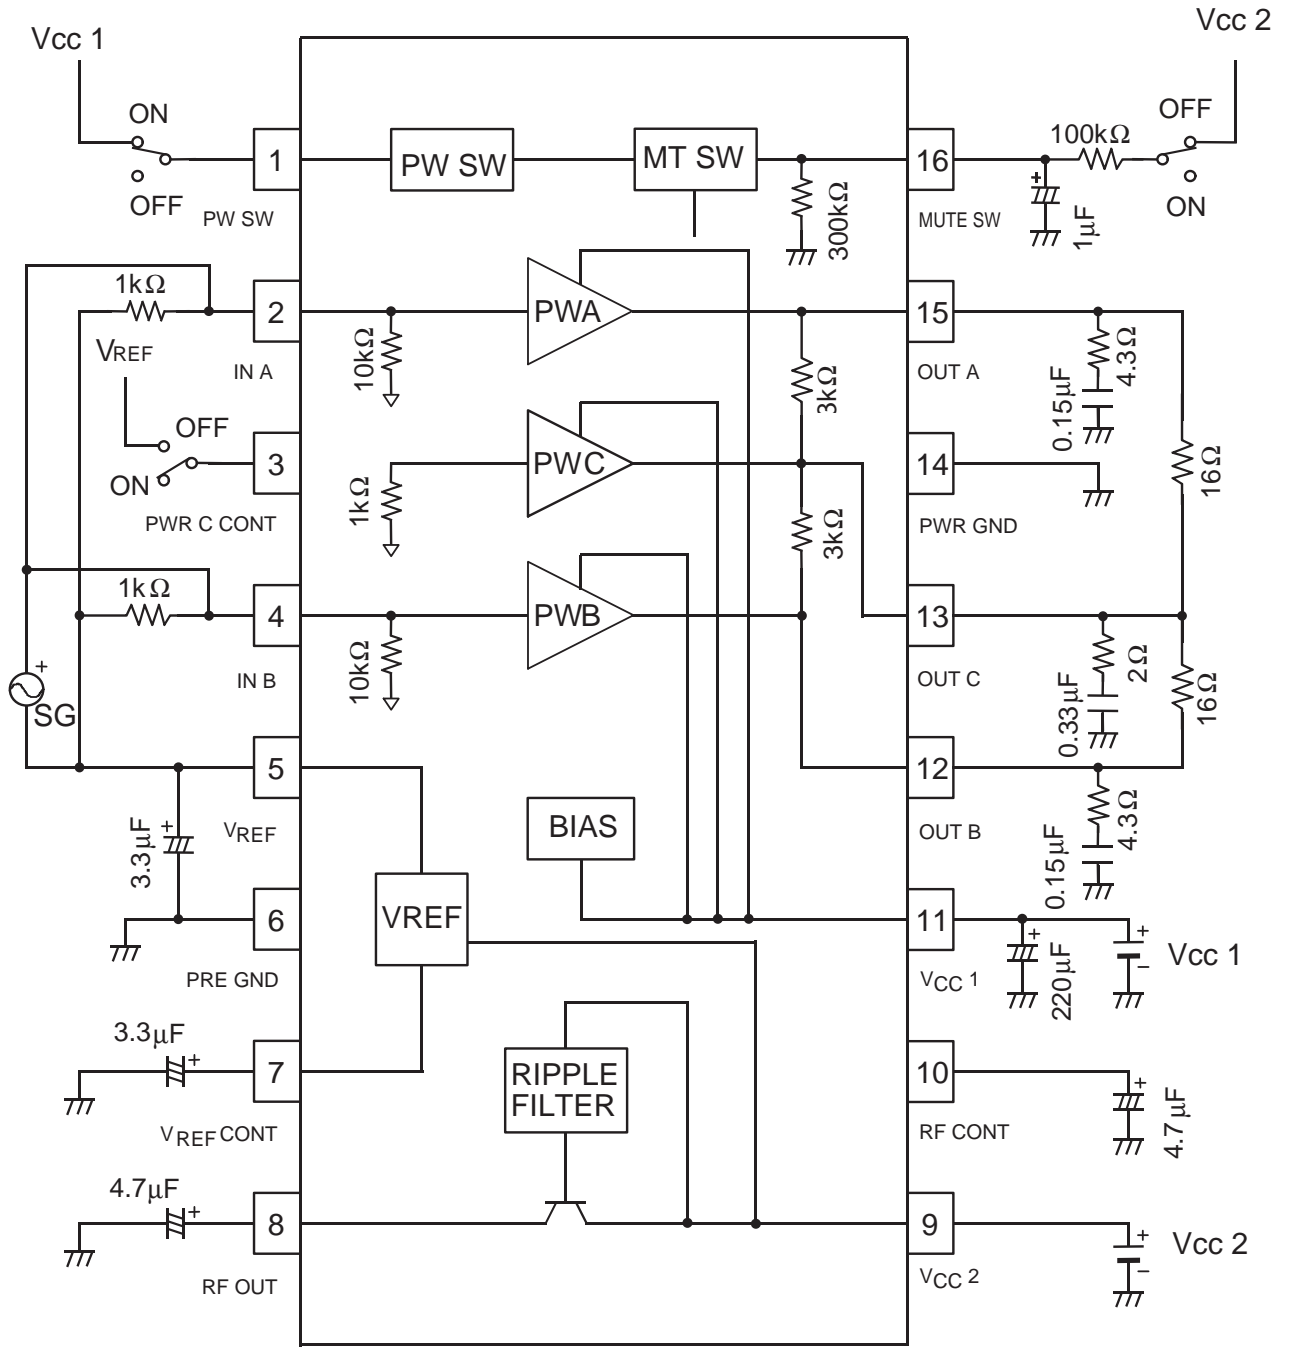 Vcc 1
Vcc 2
ON
OFF
1
PW SW
PW SW
MT SW
300kΩ
16
MUTE SW
100kΩ
OFF
ON
+
1µF
1kΩ
2
IN A
10kΩ
PWA
3kΩ
15
OUT A
4.3Ω
0.15µF
16Ω
VREF
OFF
ON
3
PWR C CONT
1kΩ
PWC
3kΩ
14
PWR GND
1kΩ
4
IN B
10kΩ
PWB
13
OUT C
2Ω
0.33µF
16Ω
+
SG
5
VREF
+
3.3µF
12
OUT B
4.3Ω
0.15µF
BIAS
6
PRE GND
VREF
11
VCC 1
+
220µF
+
−
Vcc 1
3.3µF
+
7
VREF CONT
RIPPLE
FILTER
10
RF CONT
+
4.7µF
4.7µF
+
8
RF OUT
9
VCC 2
+
−
Vcc 2